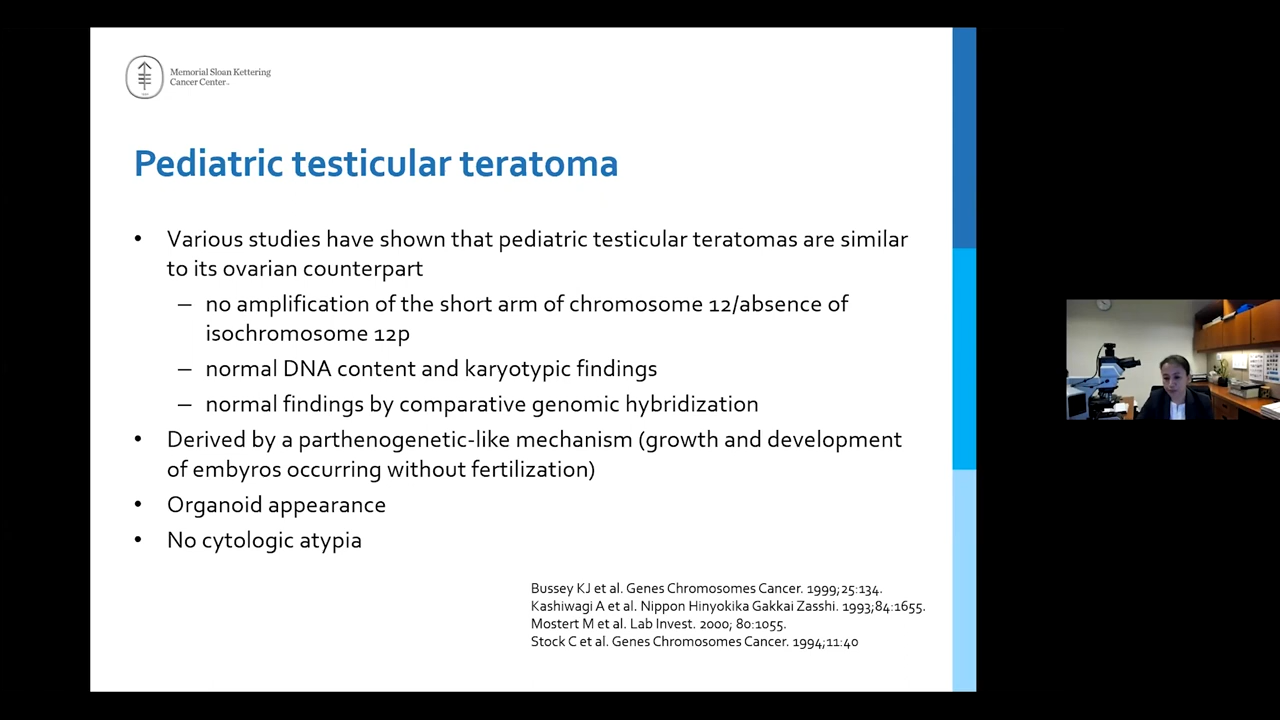 Memorial Sloan Kettering
Cancer Center
Pediatric testicular teratoma
• Various studies have shown that pediatric testicular teratomas are similar
to its ovarian counterpart
– no amplification of the short arm of chromosome 12/absence of
isochromosome 12p
– normal DNA content and karyotypic findings
– normal findings by comparative genomic hybridization
• Derived by a parthenogenetic-like mechanism (growth and development
of embyros occurring without fertilization)
• Organoid appearance
• No cytologic atypia
Bussey KJ et al. Genes Chromosomes Cancer. 1999;25:134.
Kashiwagi A et al. Nippon Hinyokika Gakkai Zasshi. 1993;84:1655.
Mostert M et al. Lab Invest. 2000; 80:1055.
Stock C et al. Genes Chromosomes Cancer. 1994;11:40